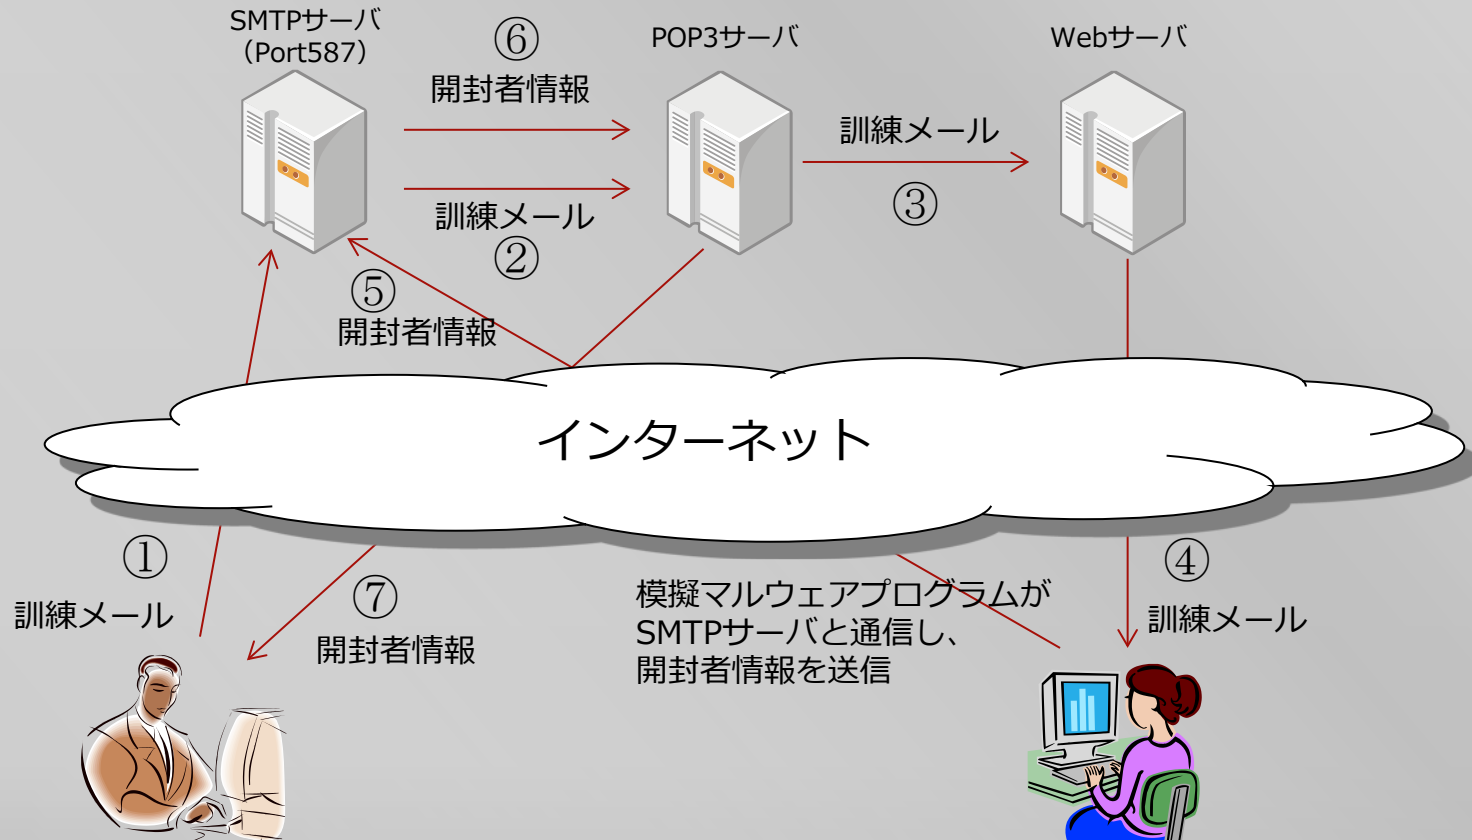 SMTPサーバ
（Port587）
⑥
開封者情報
POP3サーバ
Webサーバ
訓練メール
③
訓練メール
②
⑤
開封者情報
インターネット
①
訓練メール
⑦
開封者情報
模擬マルウェアプログラムが
SMTPサーバと通信し、
開封者情報を送信
④
訓練メール